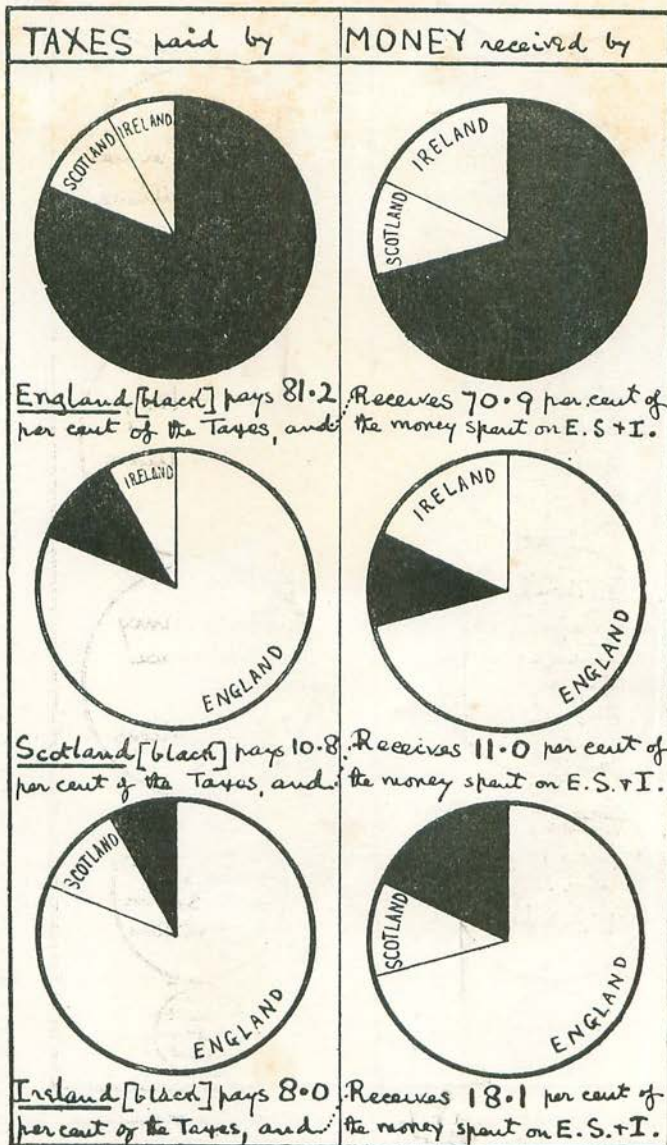 TAXES paid by
MONEY received by
SCOTLAND
IRELAND
IRELAND
SCOTLAND
England [black] pays 81.2
per cent of the Taxes, and
Receives 70.9 per cent of
the money spent on E.S + I.
IRELAND
ENGLAND
IRELAND
ENGLAND
Scotland [black] pays 10.8
per cent of the Taxes, and
Receives 11.0 per cent of
the money spent on E.S. + I.
SCOTLAND
ENGLAND
SCOTLAND
ENGLAND
Ireland [black] pays 8.0
per cent of the Taxes, and
Receives 18.1 per cent of
the money spent on E.S. + I.